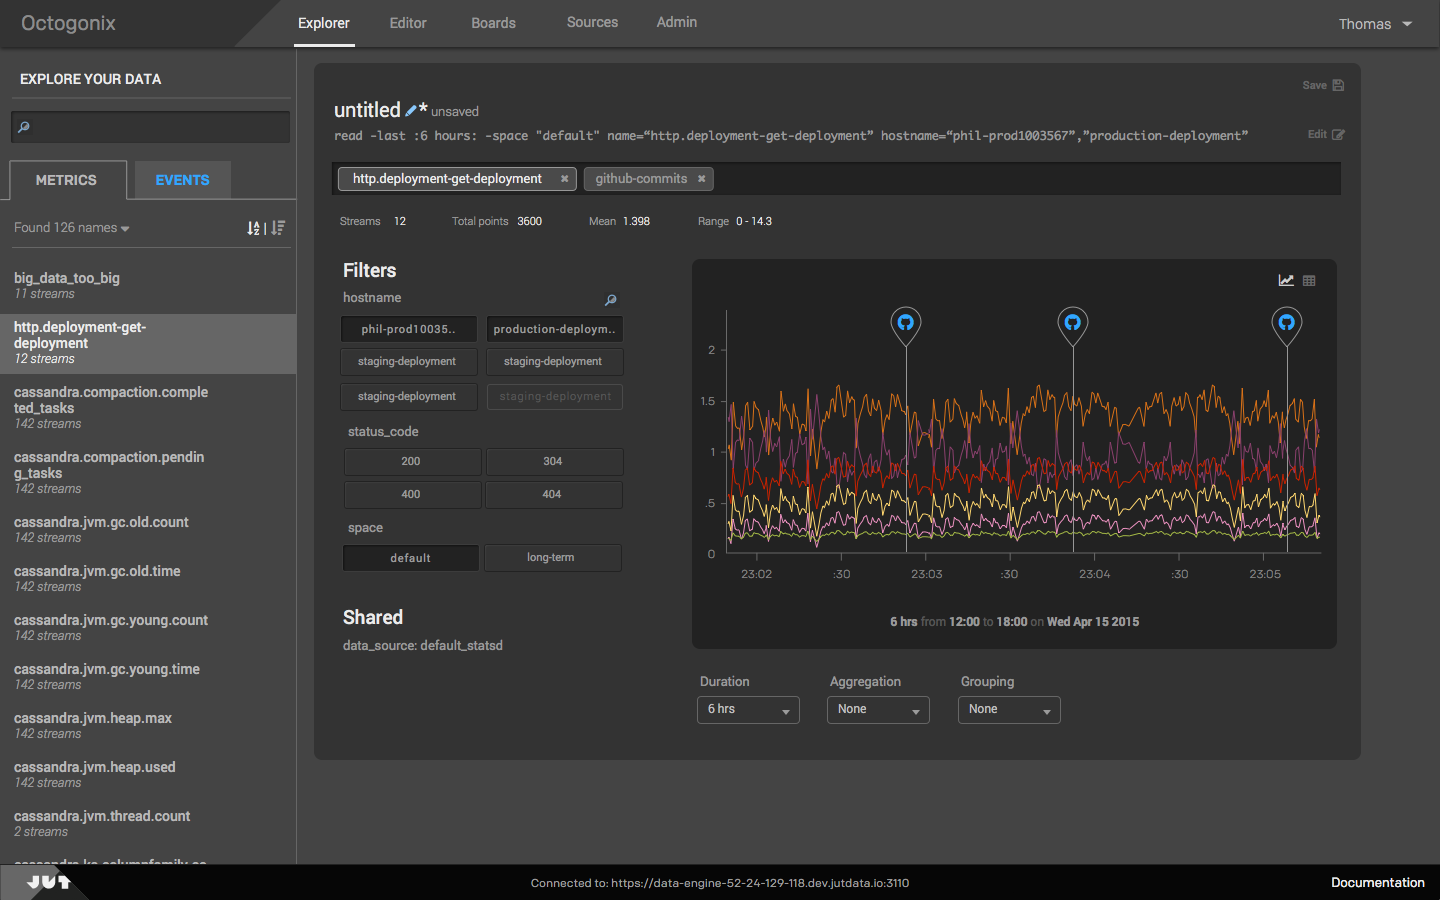 Octogonix
Explorer
Editor
Boards
Sources
Admin
Thomas
EXPLORE YOUR DATA
METRICS
EVENTS
Found 126 names
A Z
big_data_too_big
11 streams
http.deployment-get-
deployment
12 streams
cassandra.compaction.comple
ted_tasks
142 streams
cassandra.compaction.pendin
g_tasks
142 streams
cassandra.jvm.gc.old.count
142 streams
cassandra.jvm.gc.old.time
142 streams
cassandra.jvm.gc.young.count
142 streams
cassandra.jvm.gc.young.time
142 streams
cassandra.jvm.heap.max
142 streams
cassandra.jvm.heap.used
142 streams
cassandra.jvm.thread.count
2 streams
Save
untitled * unsaved
read -last :6 hours: -space "default" name=“http.deployment-get-deployment” hostname=“phil-prod1003567”,”production-deployment”
Edit
http.deployment-get-deployment
github-commits
Streams 12
Total points 3600
Mean 1.398
Range 0 - 14.3
Filters
hostname
phil-prod10035..
production-deploym..
staging-deployment
staging-deployment
staging-deployment
staging-deployment
status_code
200
304
400
404
space
default
long-term
Shared
data_source: default_statsd
2
1.5
1
.5
0
23:02
:30
23:03
:30
23:04
:30
23:05
6 hrs from 12:00 to 18:00 on Wed Apr 15 2015
Duration
Aggregation
Grouping
6 hrs
None
None
JUT
Connected to: https://data-engine-52-24-129-118.dev.jutdata.io:3110
Documentation